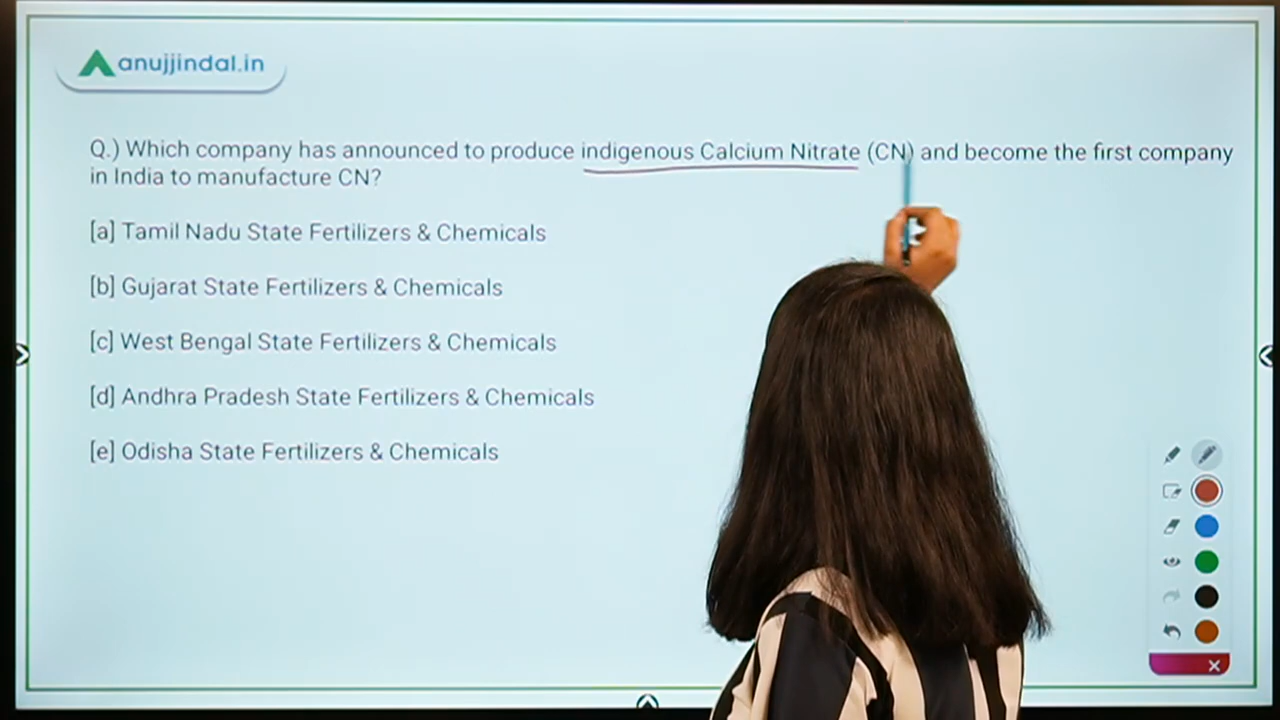 anujjindal.in
Q.) Which company has announced to produce indigenous Calcium Nitrate (CN) and become the first company
in India to manufacture CN?
[a] Tamil Nadu State Fertilizers & Chemicals
[b] Gujarat State Fertilizers & Chemicals
[c] West Bengal State Fertilizers & Chemicals
[d] Andhra Pradesh State Fertilizers & Chemicals
[e] Odisha State Fertilizers & Chemicals